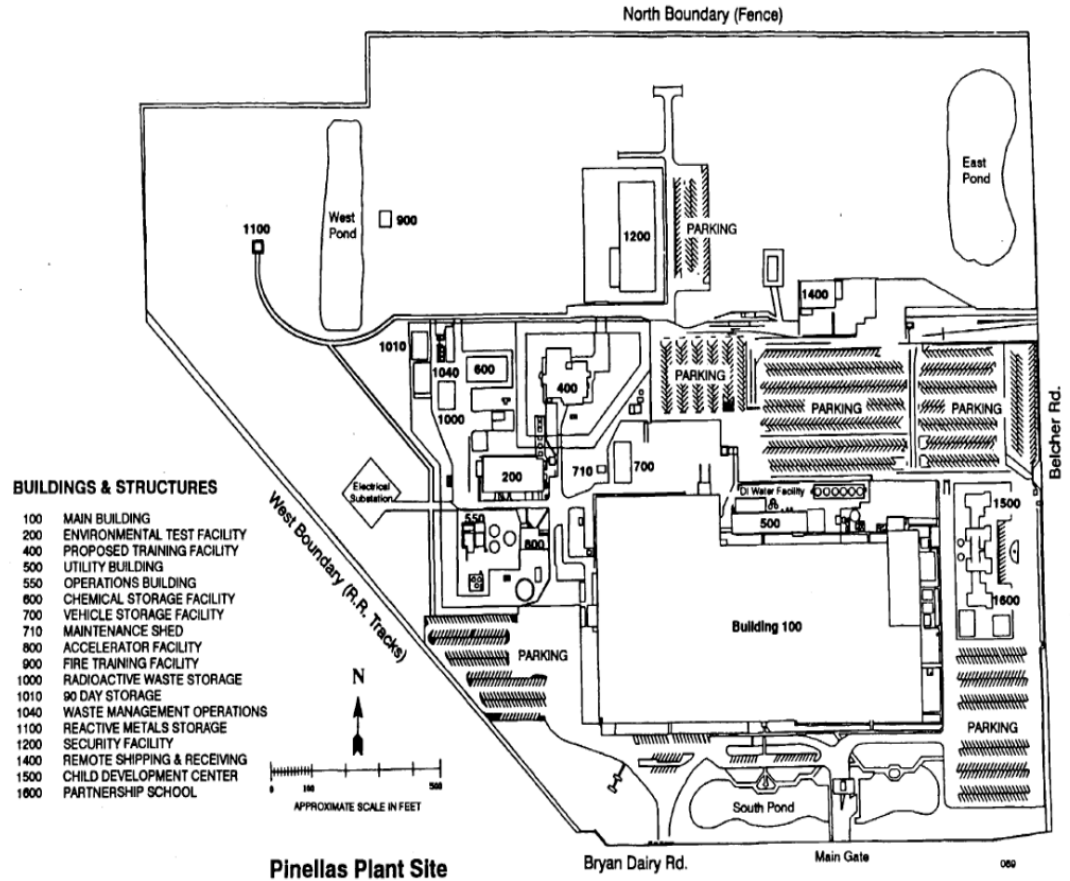 North Boundary (Fence)
East
Pond
West
Pond
900
1100
1200
PARKING
1400
1010
1040
600
400
PARKING
PARKING
PARKING
1000
Belcher Rd.
200
710
700
Electrical
Substation
DI Water Facility
500
1500
550
800
1600
West Boundary (R.R. Tracks)
Building 100
PARKING
PARKING
BUILDINGS & STRUCTURES
100 MAIN BUILDING
200 ENVIRONMENTAL TEST FACILITY
400 PROPOSED TRAINING FACILITY
500 UTILITY BUILDING
550 OPERATIONS BUILDING
600 CHEMICAL STORAGE FACILITY
700 VEHICLE STORAGE FACILITY
710 MAINTENANCE SHED
800 ACCELERATOR FACILITY
900 FIRE TRAINING FACILITY
1000 RADIOACTIVE WASTE STORAGE
1010 90 DAY STORAGE
1040 WASTE MANAGEMENT OPERATIONS
1100 REACTIVE METALS STORAGE
1200 SECURITY FACILITY
1400 REMOTE SHIPPING & RECEIVING
1500 CHILD DEVELOPMENT CENTER
1600 PARTNERSHIP SCHOOL
N
0 100 500
APPROXIMATE SCALE IN FEET
South Pond
Pinellas Plant Site
Bryan Dairy Rd.
Main Gate
069